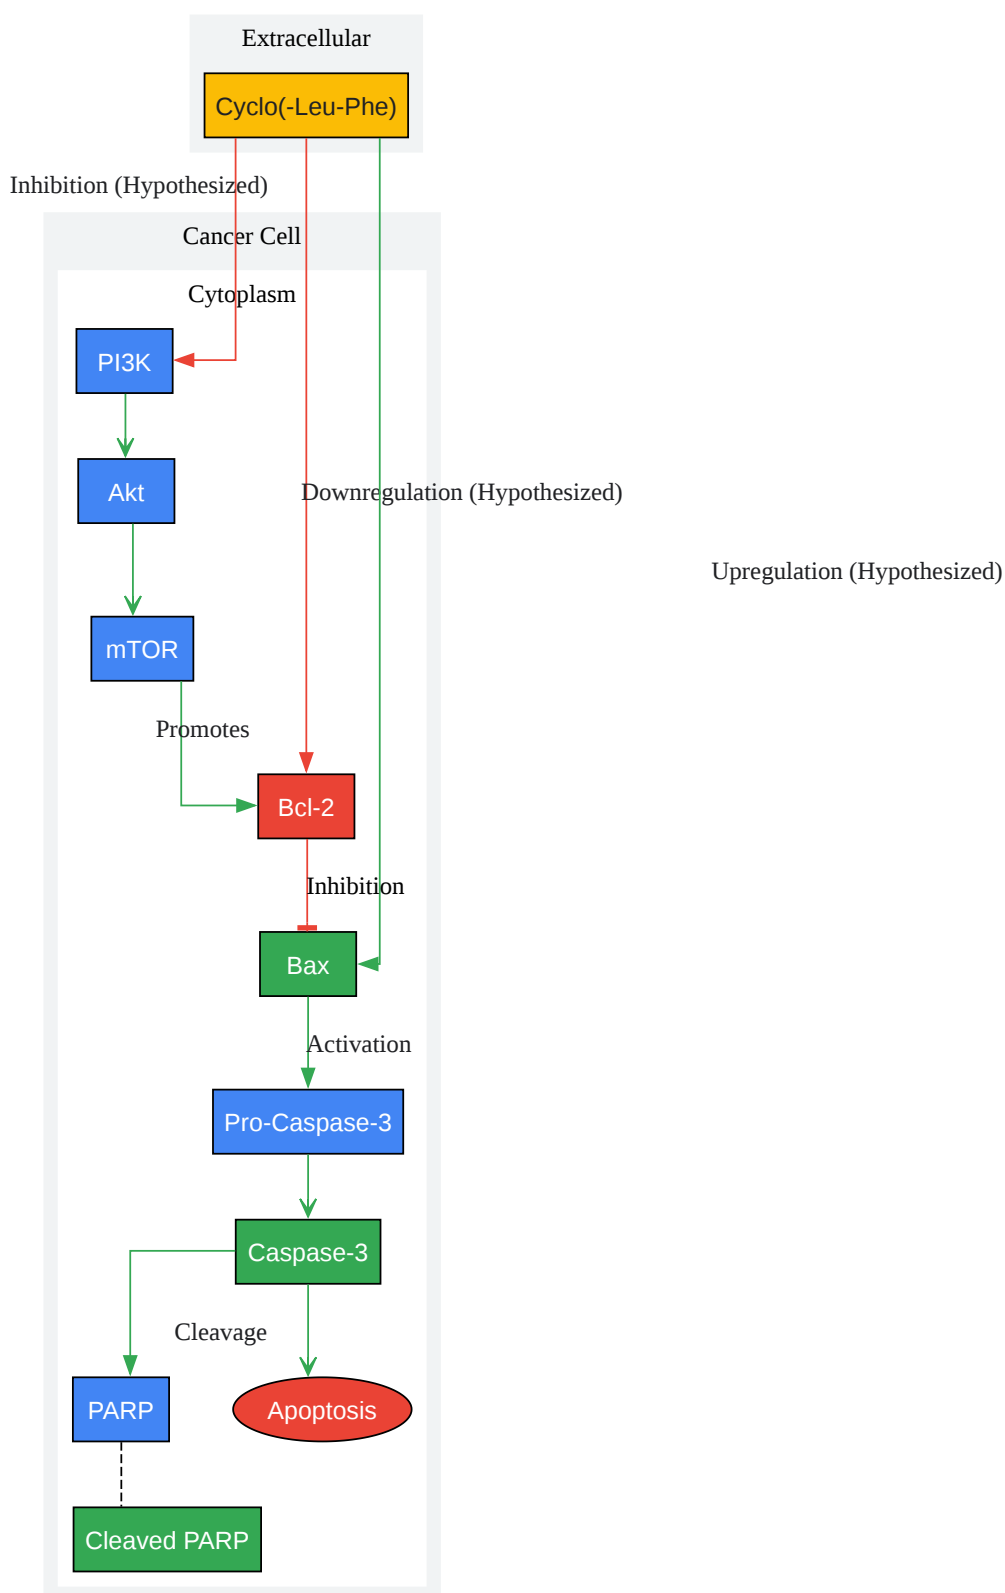 Extracellular
Cyclo(-Leu-Phe)
Inhibition (Hypothesized)
Cancer Cell
Cytoplasm
PI3K
Akt
Downregulation (Hypothesized)
Upregulation (Hypothesized)
mTOR
Promotes
Bcl-2
Inhibition
Bax
Activation
Pro-Caspase-3
Caspase-3
Cleavage
PARP
Apoptosis
Cleaved PARP